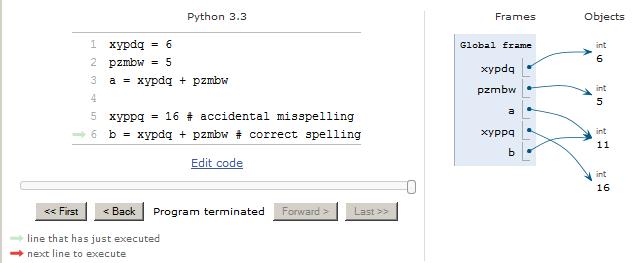 Python 3.3
1 xypdq = 6
2 pzmbw = 5
3 a = xypdq + pzmbw
4
5 xyppq = 16 # accidental misspelling
6 b = xypdq + pzmbw # correct spelling
Edit code
<< First < Back Program terminated Forward > Last >>
line that has just executed
next line to execute
Frames Objects
Global frame
xypdq
pzmbw
a
xyppq
b
int
6
int
5
int
11
int
16